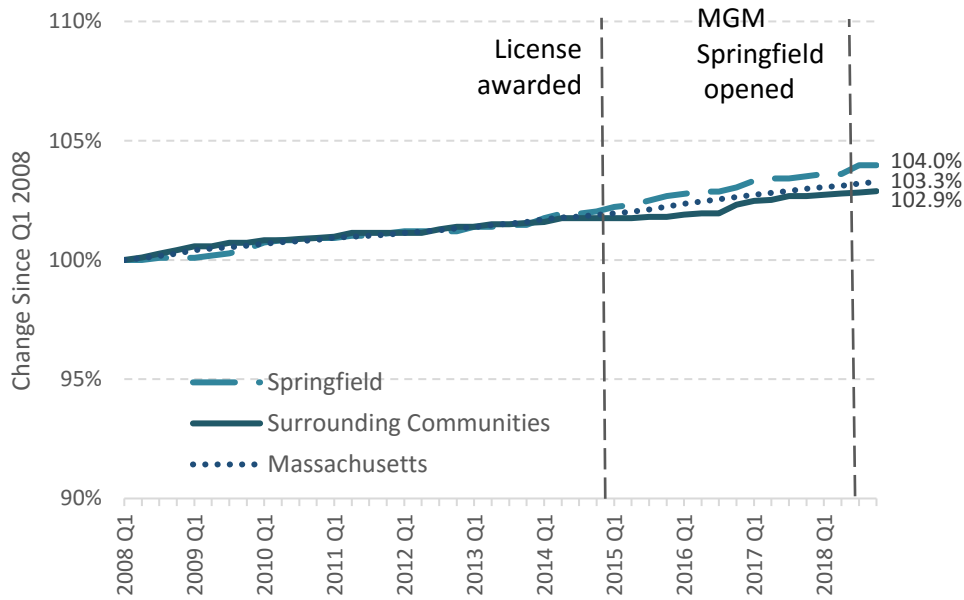 110%
105%
100%
95%
90%
Change Since Q1 2008
License
awarded
MGM
Springfield
opened
104.0%
103.3%
102.9%
Springfield
Surrounding Communities
Massachusetts
2008 Q1
2009 Q1
2010 Q1
2011 Q1
2012 Q1
2013 Q1
2014 Q1
2015 Q1
2016 Q1
2017 Q1
2018 Q1